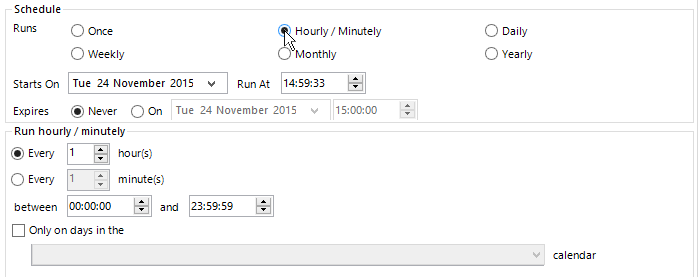 Schedule
Runs Once Hourly / Minutely Daily
Weekly Monthly Yearly
Starts On Tue 24 November 2015 Run At 14:59:33
Expires Never On Tue 24 November 2015 15:00:00
Run hourly / minutely
Every 1 hour(s)
Every 1 minute(s)
between 00:00:00 and 23:59:59
Only on days in the
calendar